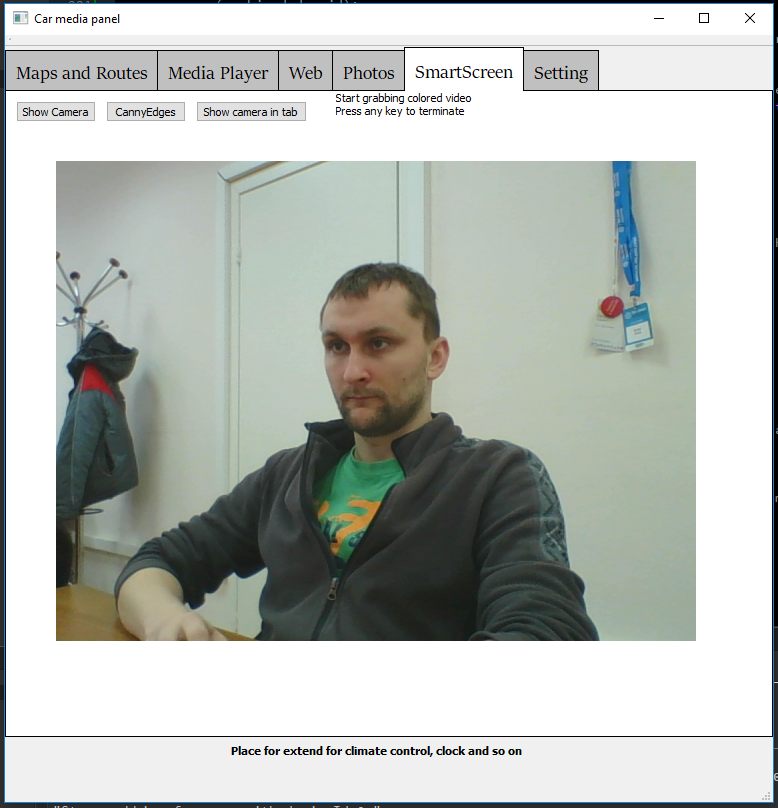 Car media panel
Maps and Routes
Media Player
Web
Photos
SmartScreen
Setting
Show Camera
CannyEdges
Show camera in tab
Start grabbing colored video
Press any key to terminate
Place for extend for climate control, clock and so on